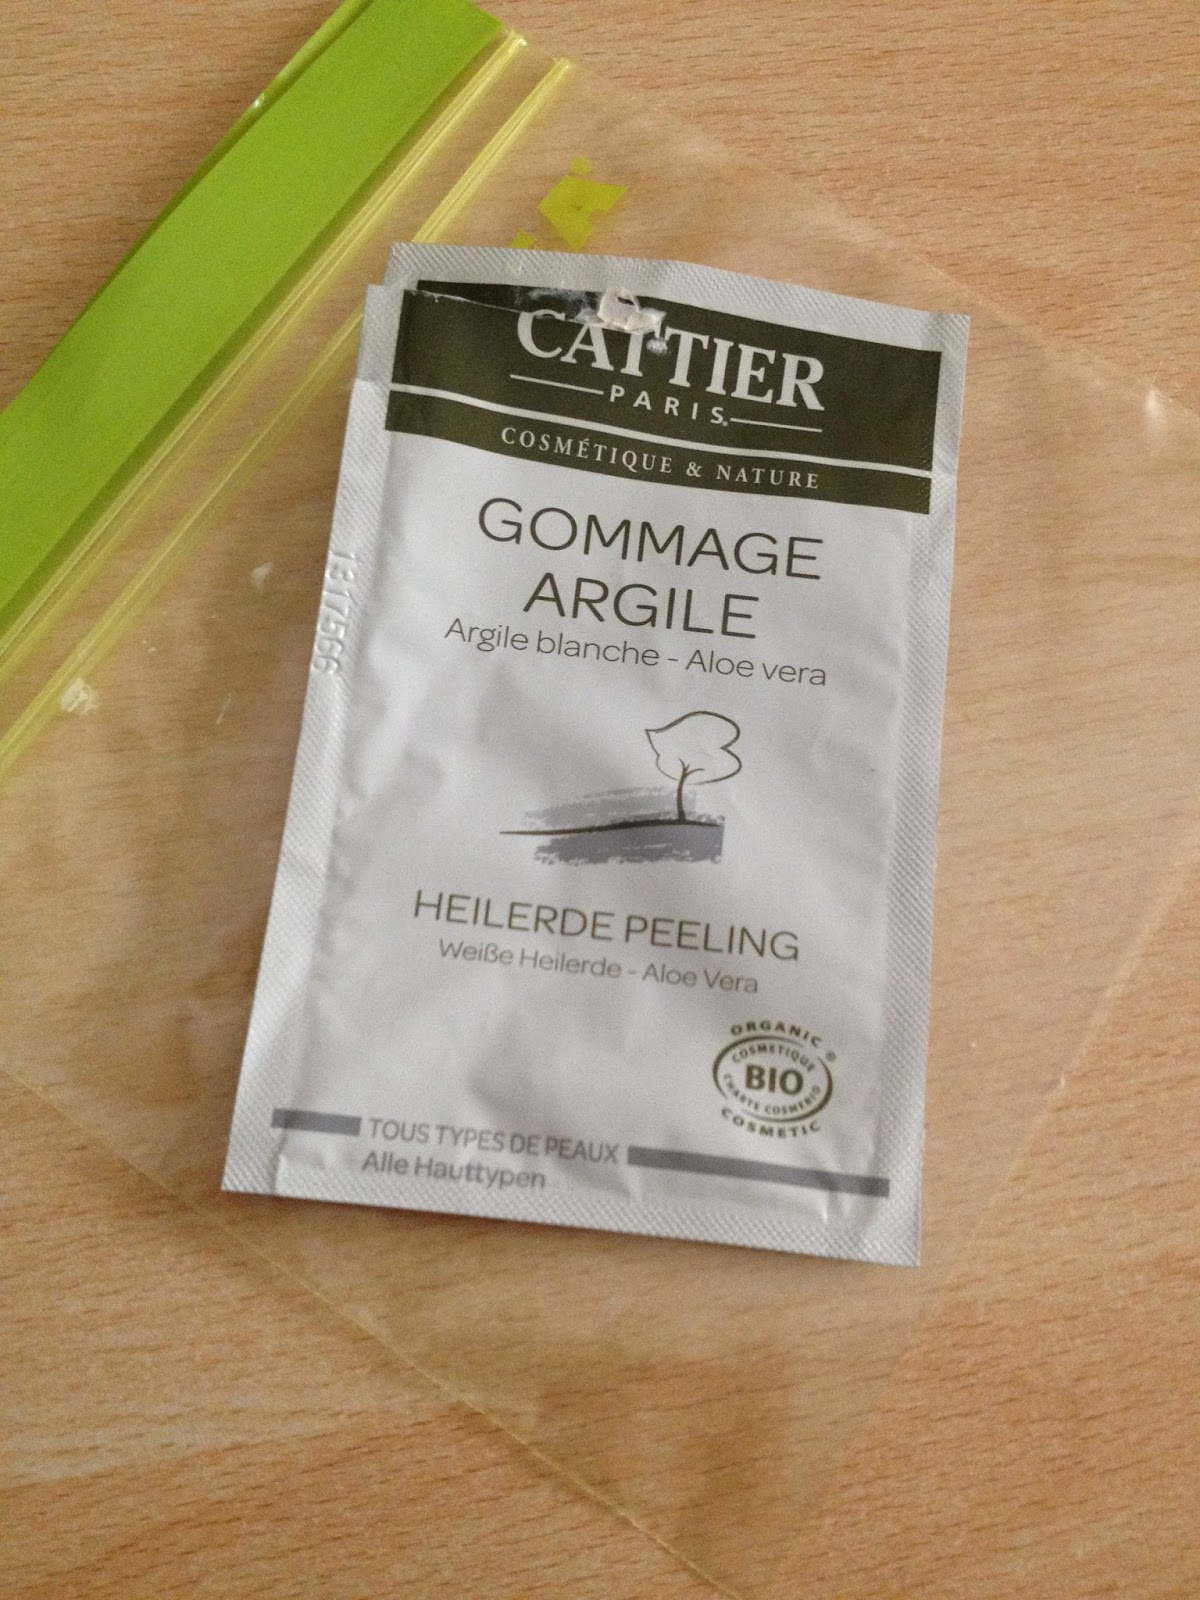 CATTIER
PARIS.
COSMÉTIQUE & NATURE
GOMMAGE
ARGILE
Argile blanche - Aloe vera
1317566
HEILERDE PEELING
Weiße Heilerde - Aloe Vera
ORGANIC ®
COSMETIQUE
BIO
CHARTE COSMEBIO
COSMETIC
TOUS TYPES DE PEAUX
Alle Hauttypen